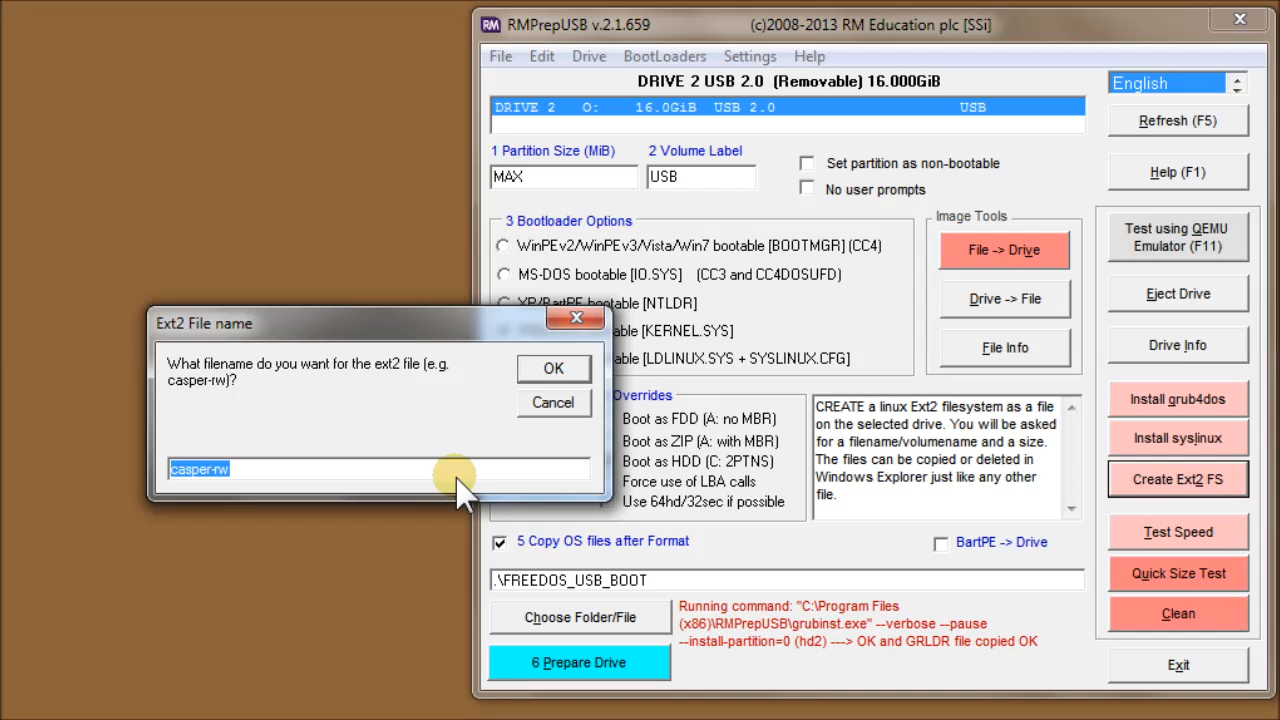 RM RMPrepUSB v.2.1.659 (c)2008-2013 RM Education plc [SSi]
File Edit Drive BootLoaders Settings Help
DRIVE 2 USB 2.0 (Removable) 16.000GiB
English
DRIVE 2 O: 16.0GiB USB 2.0 USB
Refresh (F5)
1 Partition Size (MiB) 2 Volume Label
MAX
USB
Set partition as non-bootable
No user prompts
Help (F1)
3 Bootloader Options
WinPEv2/WinPEv3/Vista/Win7 bootable [BOOTMGR] (CC4)
MS-DOS bootable [IO.SYS] (CC3 and CC4DOSUFD)
XP/BartPE bootable [NTLDR]
[KERNEL.SYS]
[LDLINUX.SYS + SYSLINUX.CFG]
Image Tools
File -> Drive
Drive -> File
File Info
Test using QEMU
Emulator (F11)
Eject Drive
Drive Info
Install grub4dos
Install syslinux
Create Ext2 FS
Test Speed
Quick Size Test
Clean
Exit
Ext2 File name
What filename do you want for the ext2 file (e.g.
casper-rw)?
OK
Cancel
casper-rw
Overrides
Boot as FDD (A: no MBR)
Boot as ZIP (A: with MBR)
Boot as HDD (C: 2PTNS)
Force use of LBA calls
Use 64hd/32sec if possible
CREATE a linux Ext2 filesystem as a file
on the selected drive. You will be asked
for a filename/volumename and a size.
The files can be copied or deleted in
Windows Explorer just like any other
file.
5 Copy OS files after Format
BartPE -> Drive
.\FREEDOS_USB_BOOT
Choose Folder/File
6 Prepare Drive
Running command: "C:\Program Files
(x86)\RMPrepUSB\grubinst.exe" --verbose --pause
--install-partition=0 (hd2) ---> OK and GRLDR file copied OK